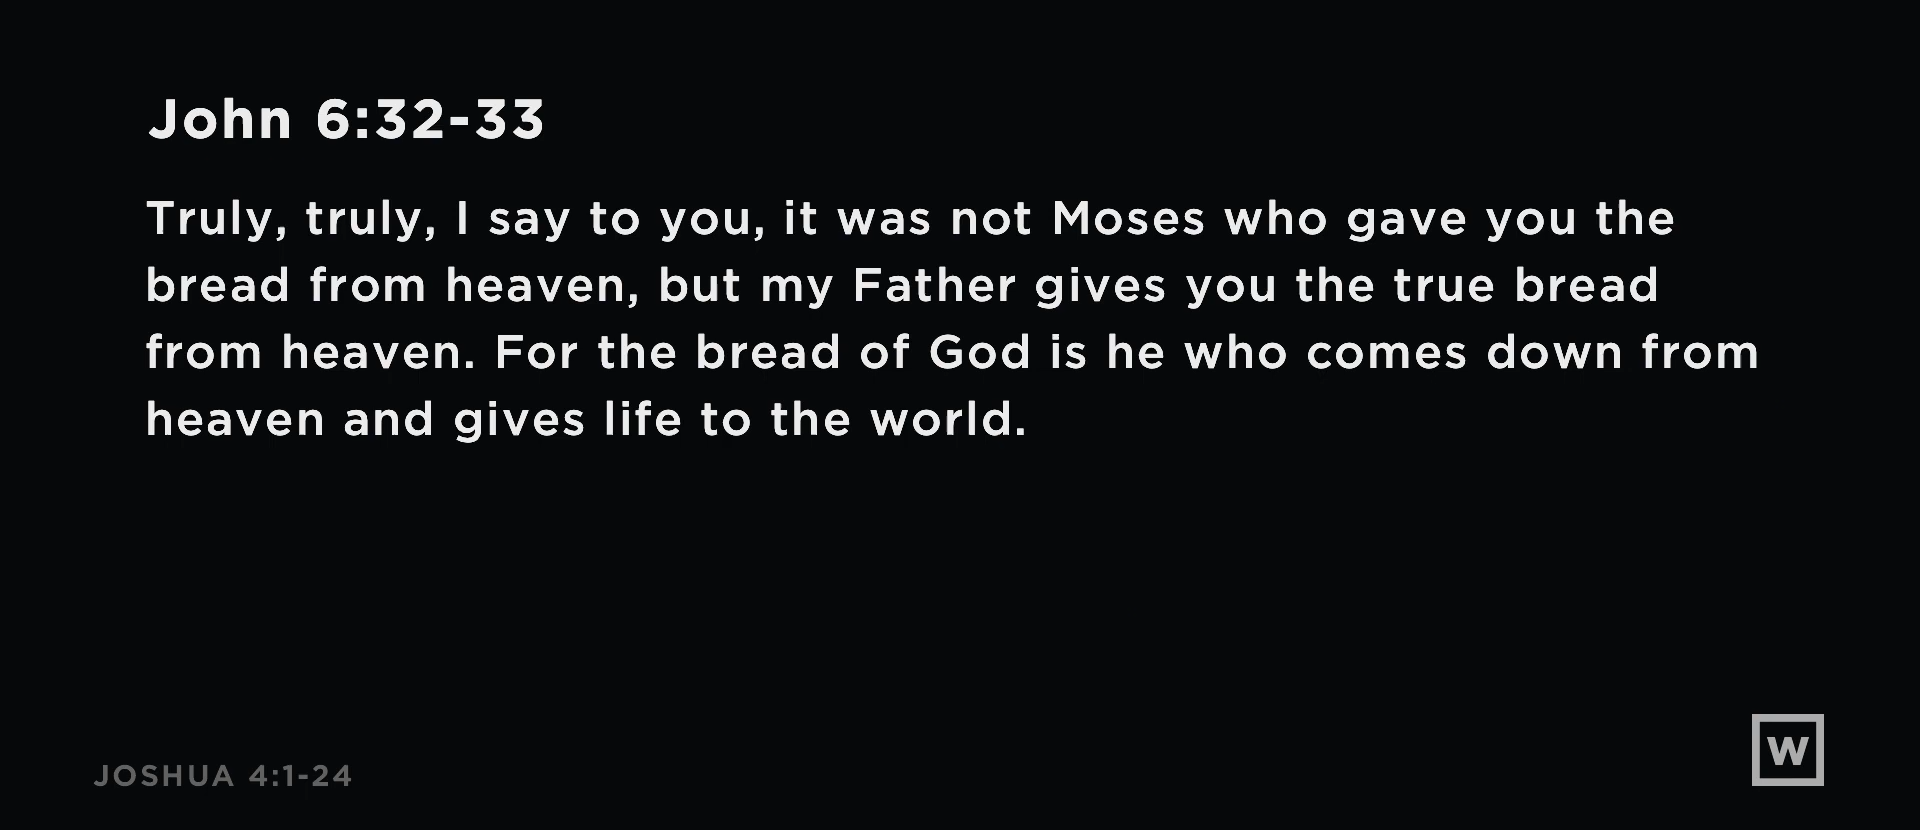 John 6:32-33
Truly, truly, I say to you, it was not Moses who gave you the
bread from heaven, but my Father gives you the true bread
from heaven. For the bread of God is he who comes down from
heaven and gives life to the world.
JOSHUA 4:1-24
W